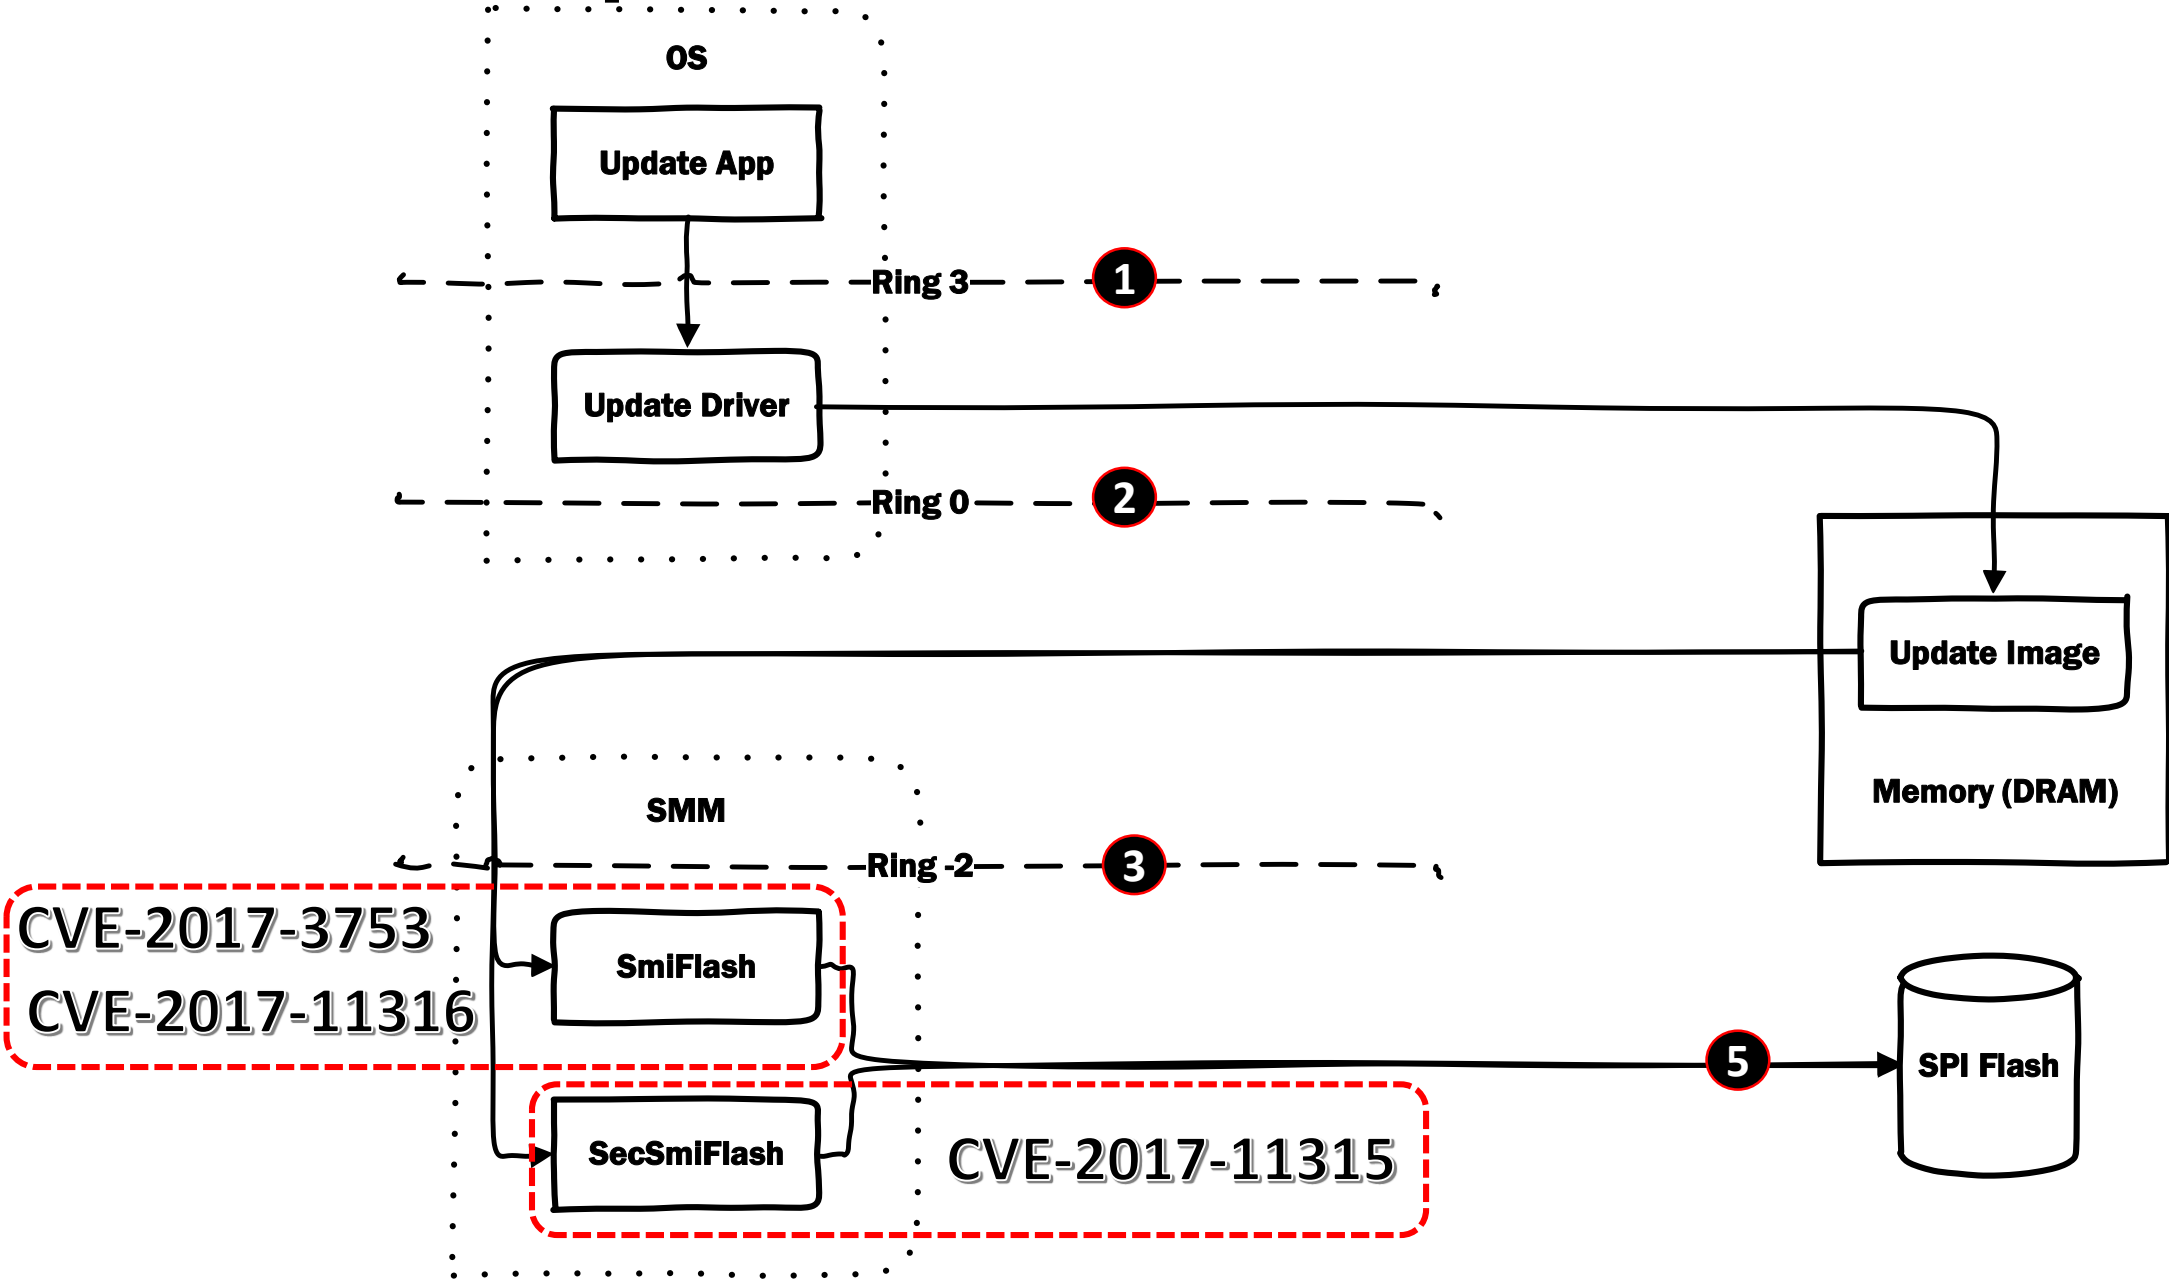 OS
Update App
Ring 3
1
Update Driver
Ring 0
2
Update Image
Memory (DRAM)
SMM
Ring -2
3
CVE-2017-3753
CVE-2017-11316
SmiFlash
5
SPI Flash
SecSmiFlash
CVE-2017-11315